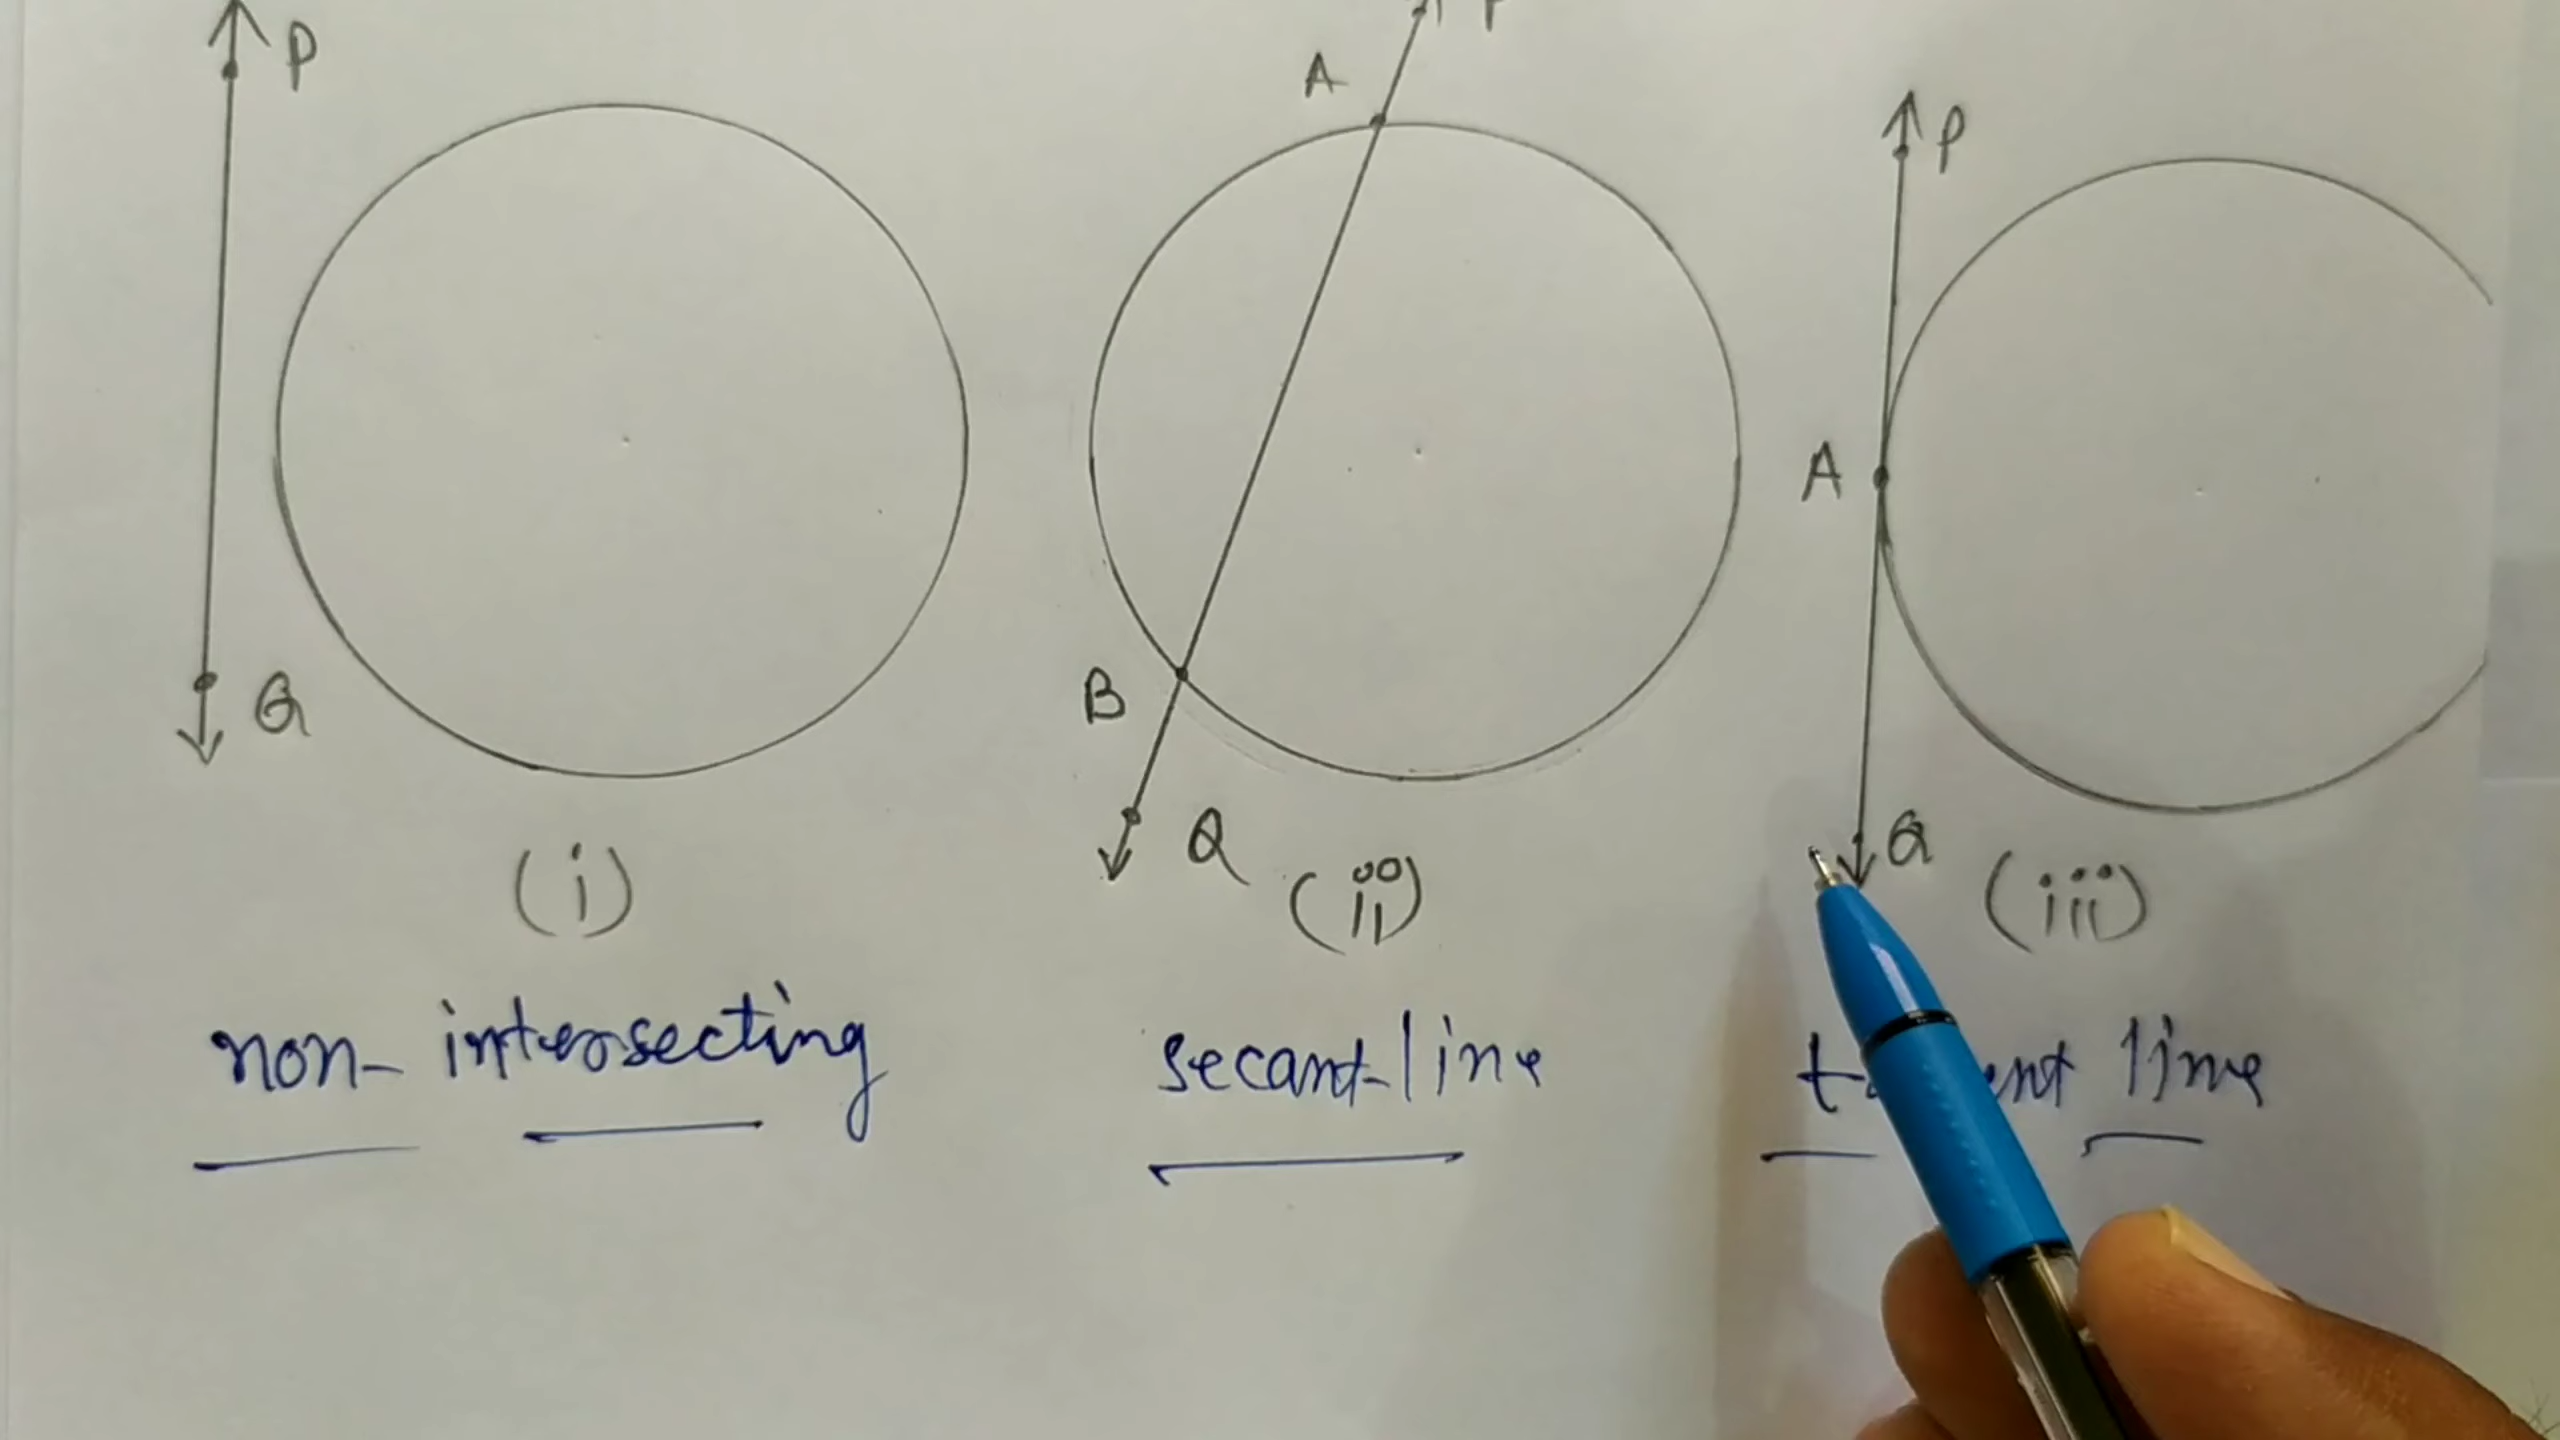 P
A
P
A
B
Q
Q
Q
(i)
(ii)
(iii)
non-intersecting
secant line
line